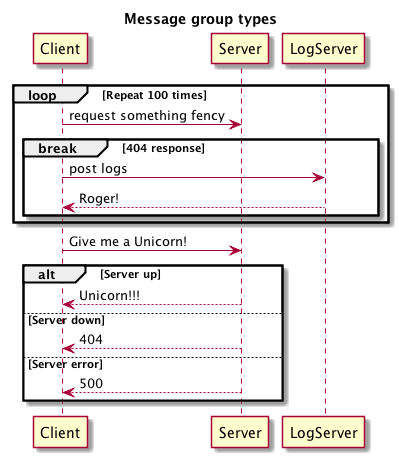 Message group types
Client Server LogServer
loop [Repeat 100 times]
request something fency
break [404 response]
post logs
Roger!
Give me a Unicorn!
alt [Server up]
Unicorn!!!
[Server down]
404
[Server error]
500
Client Server LogServer